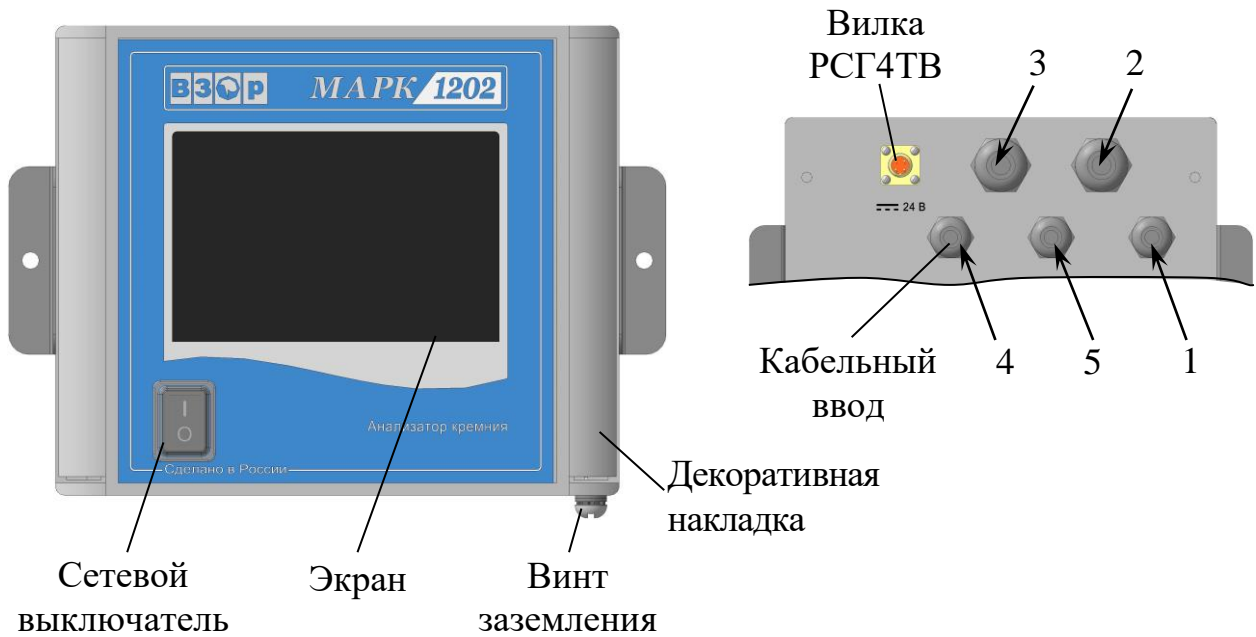 ВЗОР
МАРК 1202
I
O
Анализатор кремния
Сделано в России
Сетевой
выключатель
Экран
Винт
заземления
Декоративная
накладка
Вилка
РСГ4ТВ
3
2
24 В
Кабельный
ввод
4
5
1